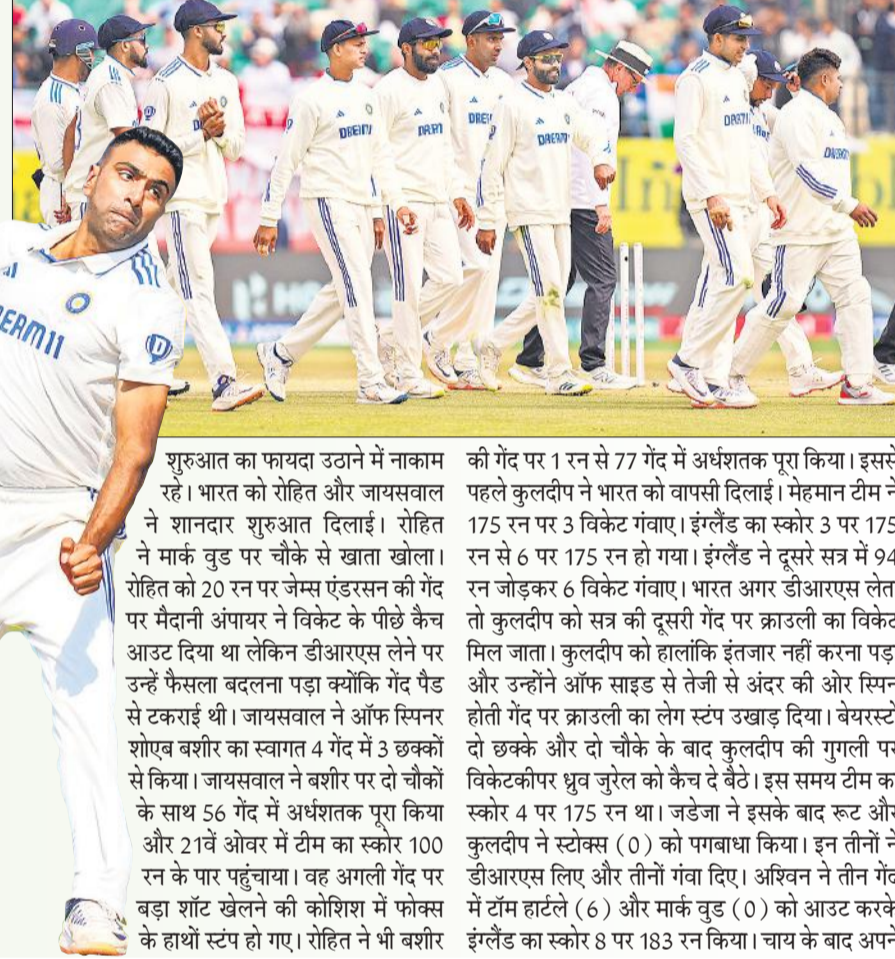 DREAM11
शुरुआत का फायदा उठाने में नाकाम
रहे। भारत को रोहित और जायसवाल
ने शानदार शुरुआत दिलाई। रोहित
ने मार्क वुड पर चौके से खाता खोला।
रोहित को 20 रन पर जेम्स एंडरसन की गेंद
पर मैदानी अंपायर ने विकेट के पीछे कैच
आउट दिया था लेकिन डीआरएस लेने पर
उन्हें फैसला बदलना पड़ा क्योंकि गेंद पैड
से टकराई थी। जायसवाल ने ऑफ स्पिनर
शोएब बशीर का स्वागत 4 गेंद में 3 छक्कों
से किया। जायसवाल ने बशीर पर दो चौकों
के साथ 56 गेंद में अर्धशतक पूरा किया
और 21वें ओवर में टीम का स्कोर 100
रन के पार पहुंचाया। वह अगली गेंद पर
बड़ा शॉट खेलने की कोशिश में फोक्स
के हाथों स्टंप हो गए। रोहित ने भी बशीर
की गेंद पर 1 रन से 77 गेंद में अर्धशतक पूरा किया। इससे
पहले कुलदीप ने भारत को वापसी दिलाई। मेहमान टीम ने
175 रन पर 3 विकेट गंवाए। इंग्लैंड का स्कोर 3 पर 175
रन से 6 पर 175 रन हो गया। इंग्लैंड ने दूसरे सत्र में 94
रन जोड़कर 6 विकेट गंवाए। भारत अगर डीआरएस लेत
तो कुलदीप को सत्र की दूसरी गेंद पर क्राउली का विकेट
मिल जाता। कुलदीप को हालांकि इंतजार नहीं करना पड़
और उन्होंने ऑफ साइड से तेजी से अंदर की ओर स्पिन
होती गेंद पर क्राउली का लेग स्टंप उखाड़ दिया। बेयरस्ट
दो छक्के और दो चौके के बाद कुलदीप की गुगली पर
विकेटकीपर ध्रुव जुरेल को कैच दे बैठे। इस समय टीम क
स्कोर 4 पर 175 रन था। जडेजा ने इसके बाद रूट और
कुलदीप ने स्टोक्स (0) को पगबाधा किया। इन तीनों ने
डीआरएस लिए और तीनों गंवा दिए। अश्विन ने तीन गेंद
में टॉम हार्टले (6) और मार्क वुड (0) को आउट करके
इंग्लैंड का स्कोर 8 पर 183 रन किया। चाय के बाद अपन